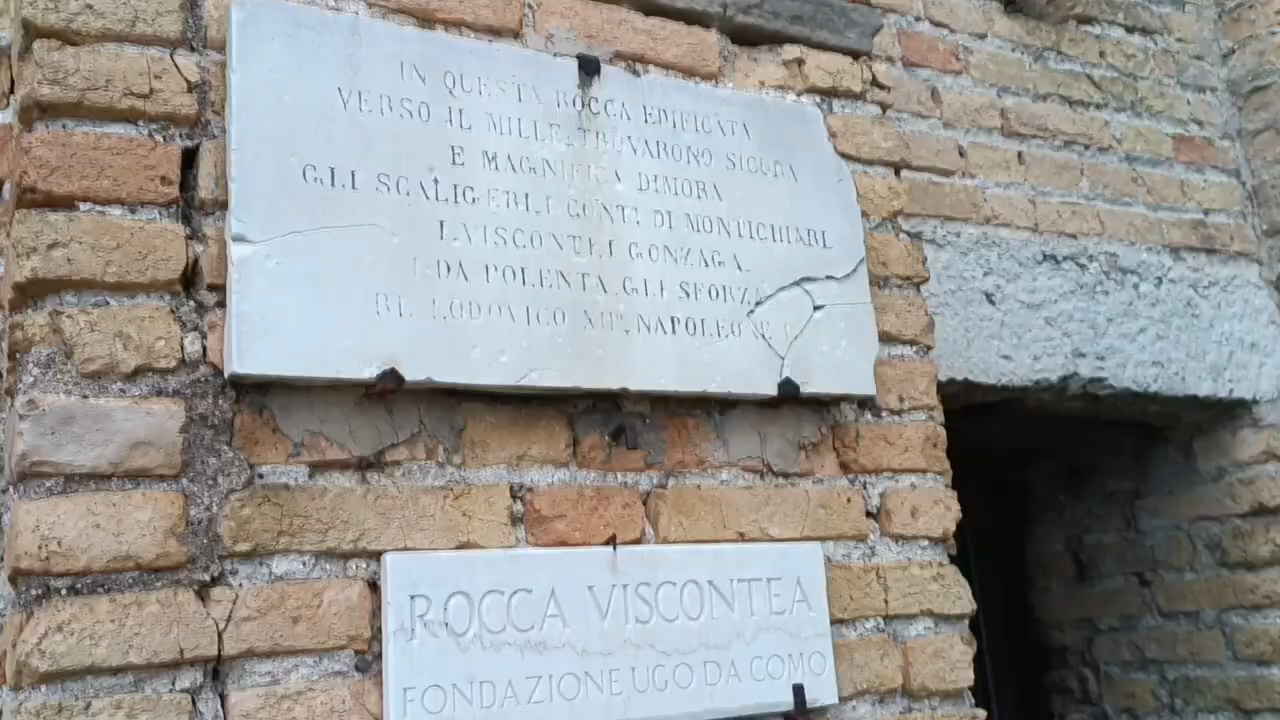 IN QUESTA ROCCA EDIFICATA
VERSO IL MILLE TROVARONO SICURA
E MAGNIFICA DIMORA
GLI SCALIGERI, I CONTI DI MONTICHIARI,
I VISCONTI, I GONZAGA,
I DA POLENTA, GLI SFORZA
RE LODOVICO XII°, NAPOLEONE I°
ROCCA VISCONTEA
FONDAZIONE UGO DA COMO